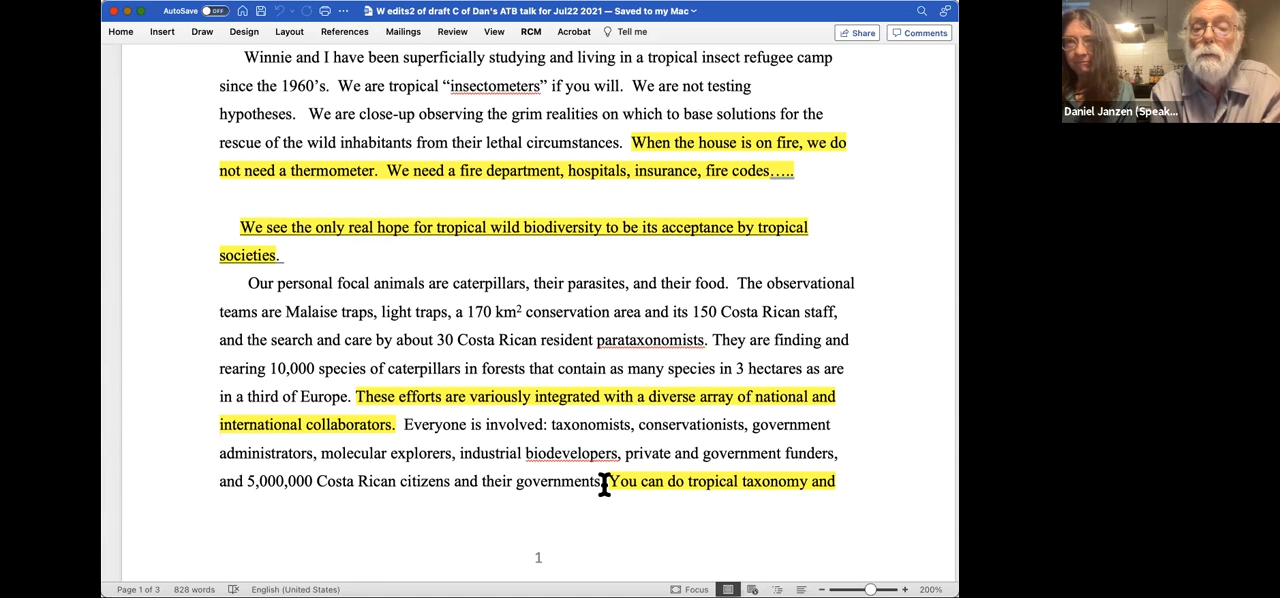 AutoSave OFF W edits2 of draft C of Dan's ATB talk for Jul22 2021 — Saved to my Mac
Home Insert Draw Design Layout References Mailings Review View RCM Acrobat Tell me Share Comments
Winnie and I have been superficially studying and living in a tropical insect refugee camp
since the 1960's. We are tropical “insectometers” if you will. We are not testing
hypotheses. We are close-up observing the grim realities on which to base solutions for the
rescue of the wild inhabitants from their lethal circumstances. When the house is on fire, we do
not need a thermometer. We need a fire department, hospitals, insurance, fire codes…..
We see the only real hope for tropical wild biodiversity to be its acceptance by tropical
societies.
Our personal focal animals are caterpillars, their parasites, and their food. The observational
teams are Malaise traps, light traps, a 170 km² conservation area and its 150 Costa Rican staff,
and the search and care by about 30 Costa Rican resident parataxonomists. They are finding and
rearing 10,000 species of caterpillars in forests that contain as many species in 3 hectares as are
in a third of Europe. These efforts are variously integrated with a diverse array of national and
international collaborators. Everyone is involved: taxonomists, conservationists, government
administrators, molecular explorers, industrial biodevelopers, private and government funders,
and 5,000,000 Costa Rican citizens and their governments. You can do tropical taxonomy and
1
Page 1 of 3 828 words English (United States) Focus 200%
Daniel Janzen (Speak...